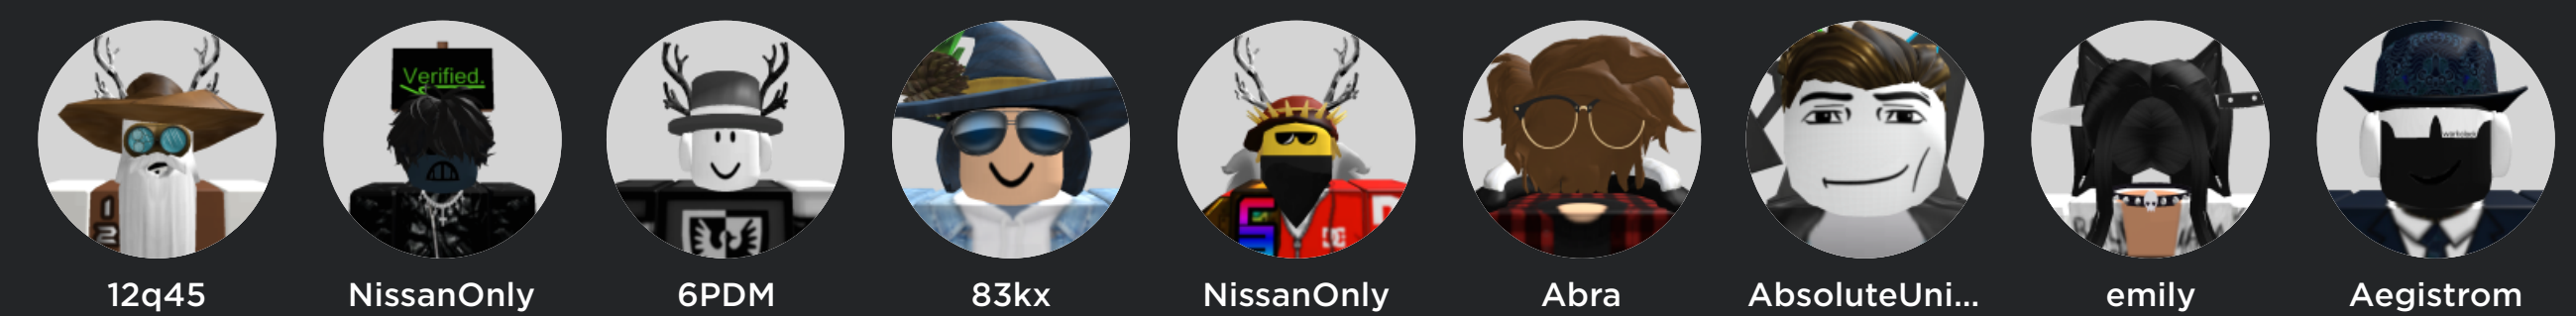 Verified.
12q45
NissanOnly
6PDM
83kx
NissanOnly
Abra
AbsoluteUni...
emily
Aegistrom